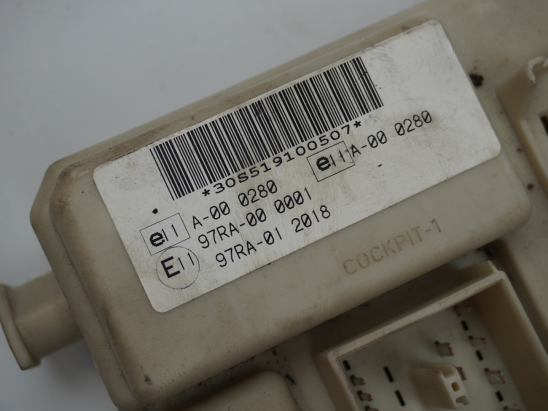 *30S519100507*
e11 A-00 0280 e11 A-00 0280
E11 97RA-00 0001
97RA-01 2018
COCKPIT-1